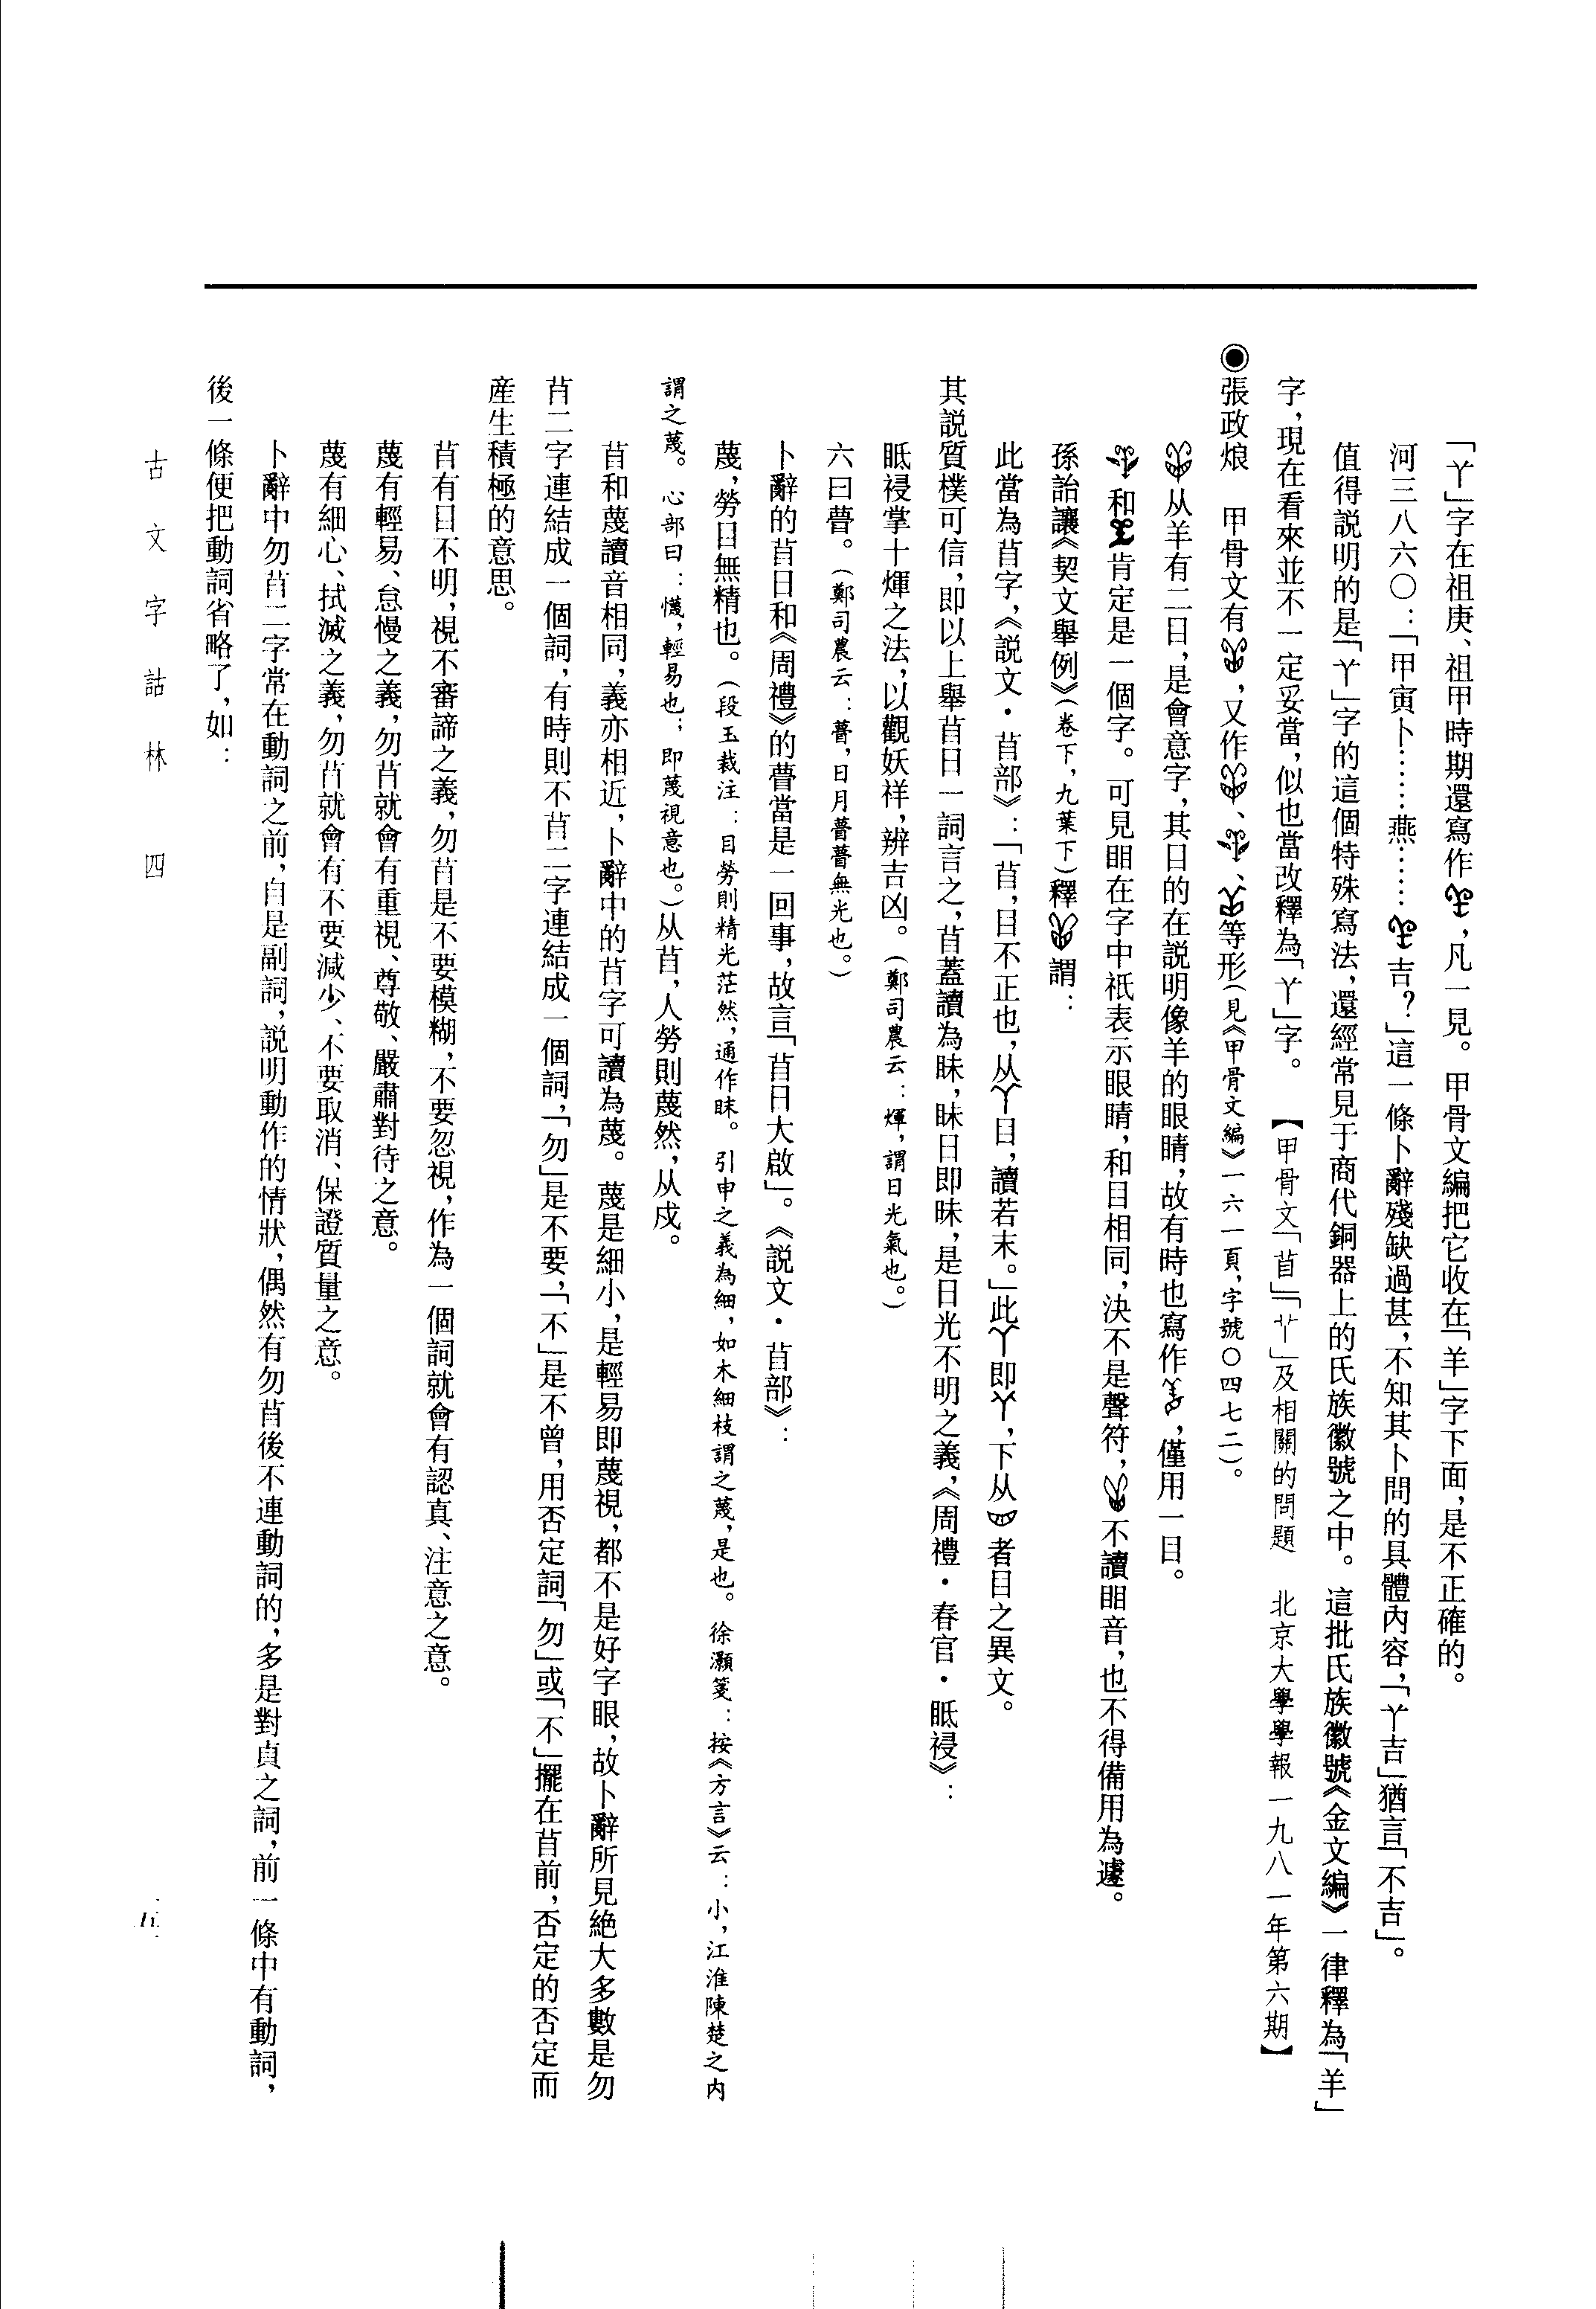 「𦫳」字在祖庚、祖甲時期還寫作，凡一見。甲骨文編把它收在「羊」字下面，是不正確的。
河三八六〇：「甲寅卜……燕……吉？」這一條卜辭殘缺過甚，不知其卜問的具體內容，「𦫳吉」猶言「不吉」。
值得説明的是「𦫳」字的這個特殊寫法，還經常見于商代銅器上的氏族徽號之中。這批氏族徽號《金文編》一律釋為「羊」
字，現在看來並不一定妥當，似也當改釋為「𦫳」字。【甲骨文「苜」「𦫳」及相關的問題　北京大學學報一九八一年第六期】
◉張政烺　甲骨文有，又作、、等形（見《甲骨文編》一六一頁，字號〇四七二）。
从羊有二目，是會意字，其目的在説明像羊的眼睛，故有時也寫作，僅用一目。
和肯定是一個字。可見䀠在字中祇表示眼睛，和目相同，決不是聲符，不讀䀠音，也不得備用為遽。
孫詒讓《契文舉例》（卷下，九葉下）釋謂：
此當為苜字，《説文·苜部》：「苜，目不正也，从𦫳目，讀若末。」此𦫳即𦫳，下从者目之異文。
其説質樸可信，即以上舉苜日一詞言之，苜蓋讀為眛，眛日即昧，是日光不明之義，《周禮·春官·眡祲》：
眡祲掌十煇之法，以觀妖祥，辨吉凶。（鄭司農云：煇，謂日光氣也。）
六曰瞢。（鄭司農云：瞢，日月瞢瞢無光也。）
卜辭的苜日和《周禮》的瞢當是一回事，故言「苜日大啟」。《説文·苜部》：
蔑，勞目無精也。（段玉裁注：目勞則精光茫然，通作眛。引申之義為細，如木細枝謂之蔑，是也。徐灝箋：按《方言》云：小，江淮陳楚之内
謂之蔑。心部曰：懱，輕易也；即蔑視意也。）从苜，人勞則蔑然，从戍。
苜和蔑讀音相同，義亦相近，卜辭中的苜字可讀為蔑。蔑是細小，是輕易即蔑視，都不是好字眼，故卜辭所見絶大多數是勿
苜二字連結成一個詞，有時則不苜二字連結成一個詞，「勿」是不要，「不」是不曾，用否定詞「勿」或「不」擺在苜前，否定的否定而
産生積極的意思。
苜有目不明，視不審諦之義，勿苜是不要模糊，不要忽視，作為一個詞就會有認真、注意之意。
蔑有輕易、怠慢之義，勿苜就會有重視、尊敬、嚴肅對待之意。
蔑有細心、拭滅之義，勿苜就會有不要減少、不要取消、保證質量之意。
卜辭中勿苜二字常在動詞之前，自是副詞，説明動作的情狀，偶然有勿苜後不連動詞的，多是對貞之詞，前一條中有動詞，
後一條便把動詞省略了，如：
古文字詁林　四
五